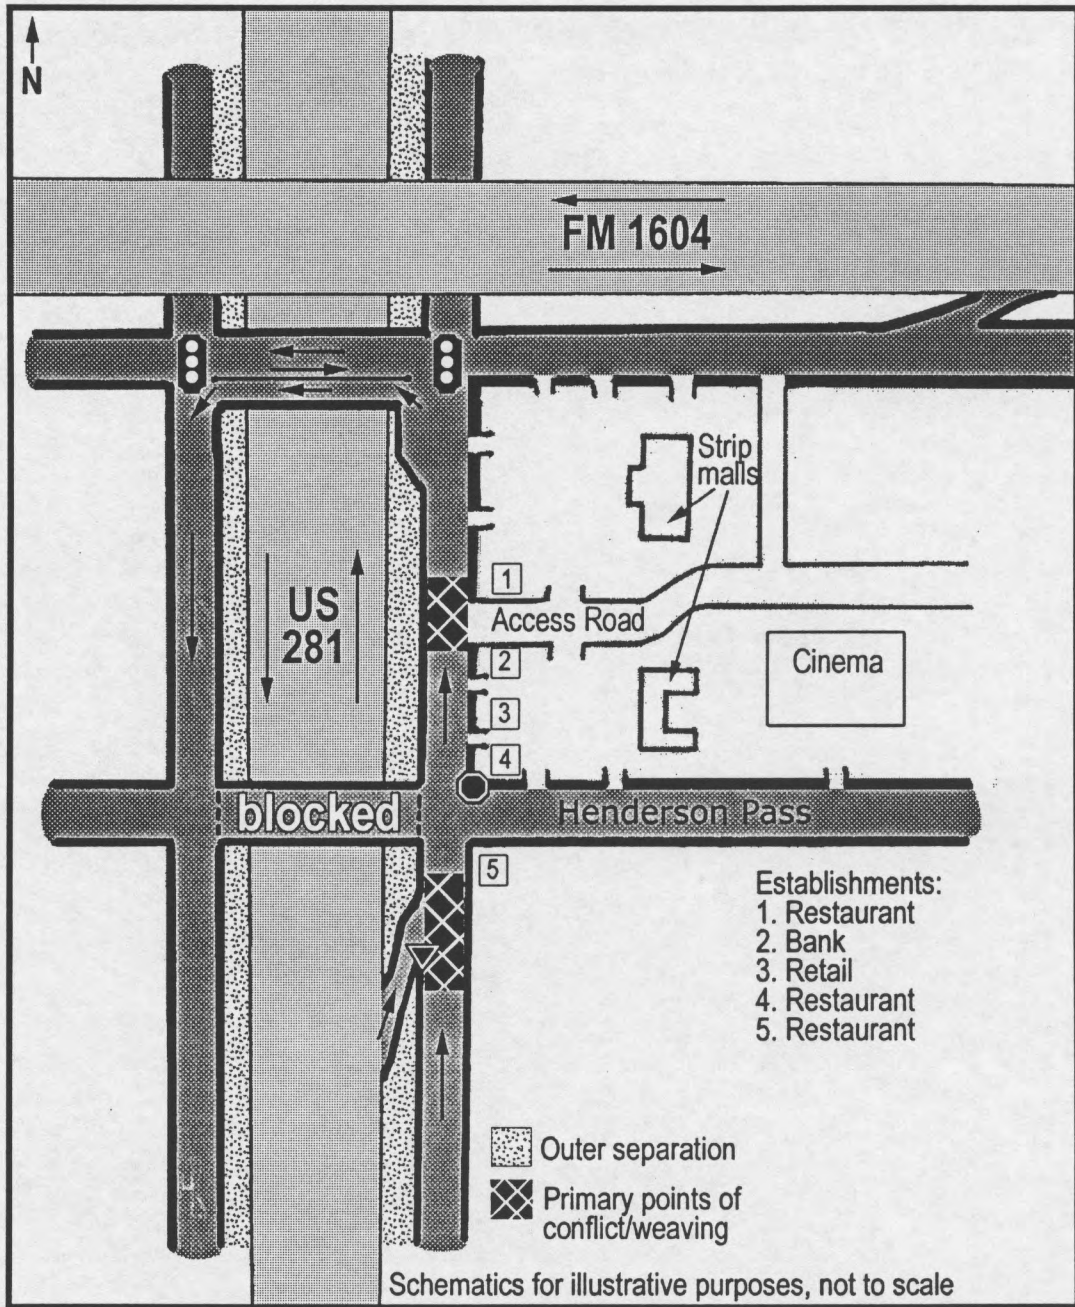 N
FM 1604
Strip
malls
1
US
281
Access Road
2
Cinema
3
4
blocked
Henderson Pass
5
Establishments:
1. Restaurant
2. Bank
3. Retail
4. Restaurant
5. Restaurant
Outer separation
Primary points of
conflict/weaving
Schematics for illustrative purposes, not to scale